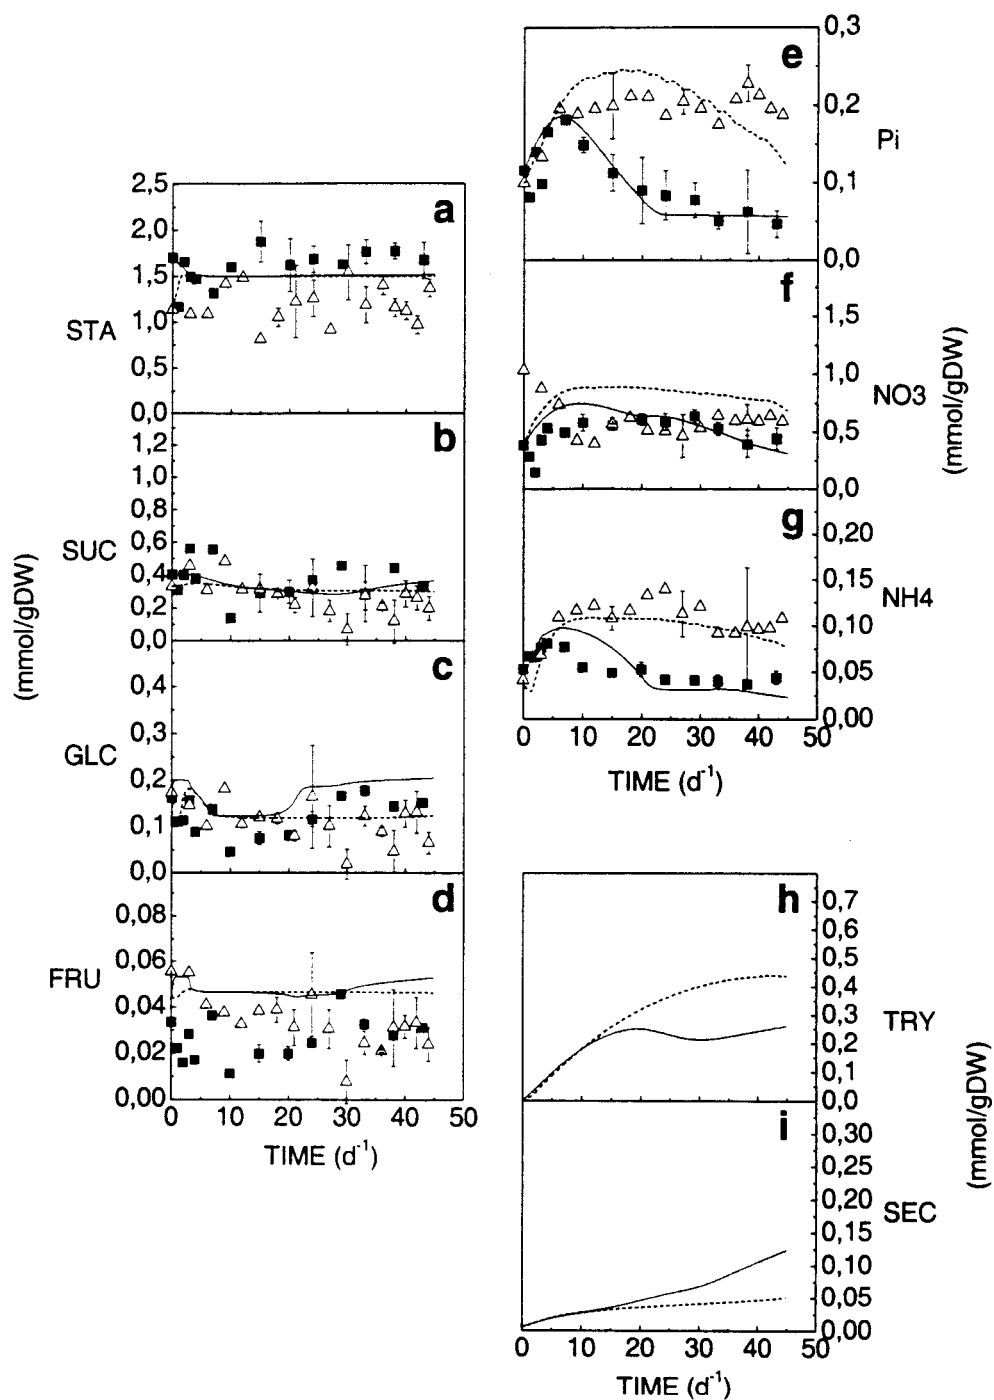 a
2,5
2,0
1,5
1,0
0,5
0,0
STA
b
1,2
1,0
0,8
0,6
0,4
0,2
0,0
SUC
(mmol/gDW)
c
0,4
0,3
0,2
0,1
0,0
GLC
d
0,08
0,06
0,04
0,02
0,00
FRU
0 10 20 30 40 50
TIME (d-1)
e
0,3
0,2
0,1
0,0
Pi
f
1,5
1,0
0,5
0,0
NO3
(mmol/gDW)
g
0,20
0,15
0,10
0,05
0,00
NH4
0 10 20 30 40 50
TIME (d-1)
h
0,7
0,6
0,5
0,4
0,3
0,2
0,1
0,0
TRY
(mmol/gDW)
i
0,30
0,25
0,20
0,15
0,10
0,05
0,00
SEC
0 10 20 30 40 50
TIME (d-1)